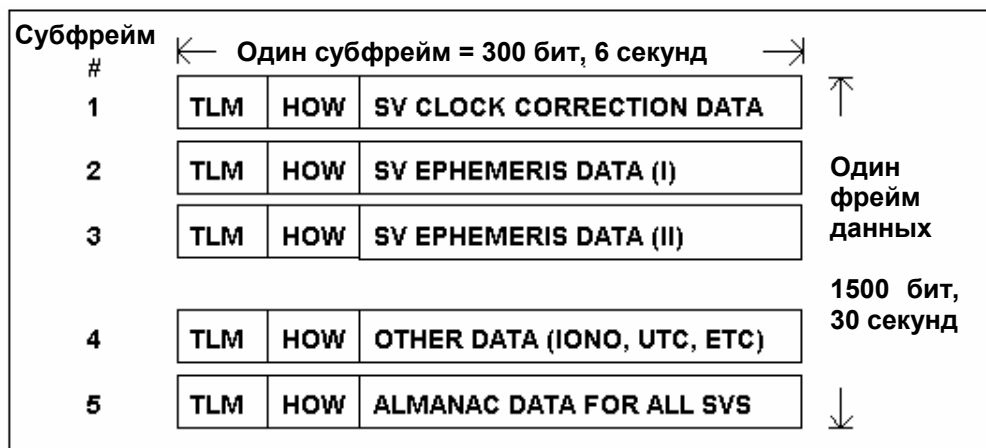 Субфрейм
#
Один субфрейм = 300 бит, 6 секунд
1 TLM HOW SV CLOCK CORRECTION DATA
2 TLM HOW SV EPHEMERIS DATA (I)
3 TLM HOW SV EPHEMERIS DATA (II)
4 TLM HOW OTHER DATA (IONO, UTC, ETC)
5 TLM HOW ALMANAC DATA FOR ALL SVS
Один
фрейм
данных
1500 бит,
30 секунд